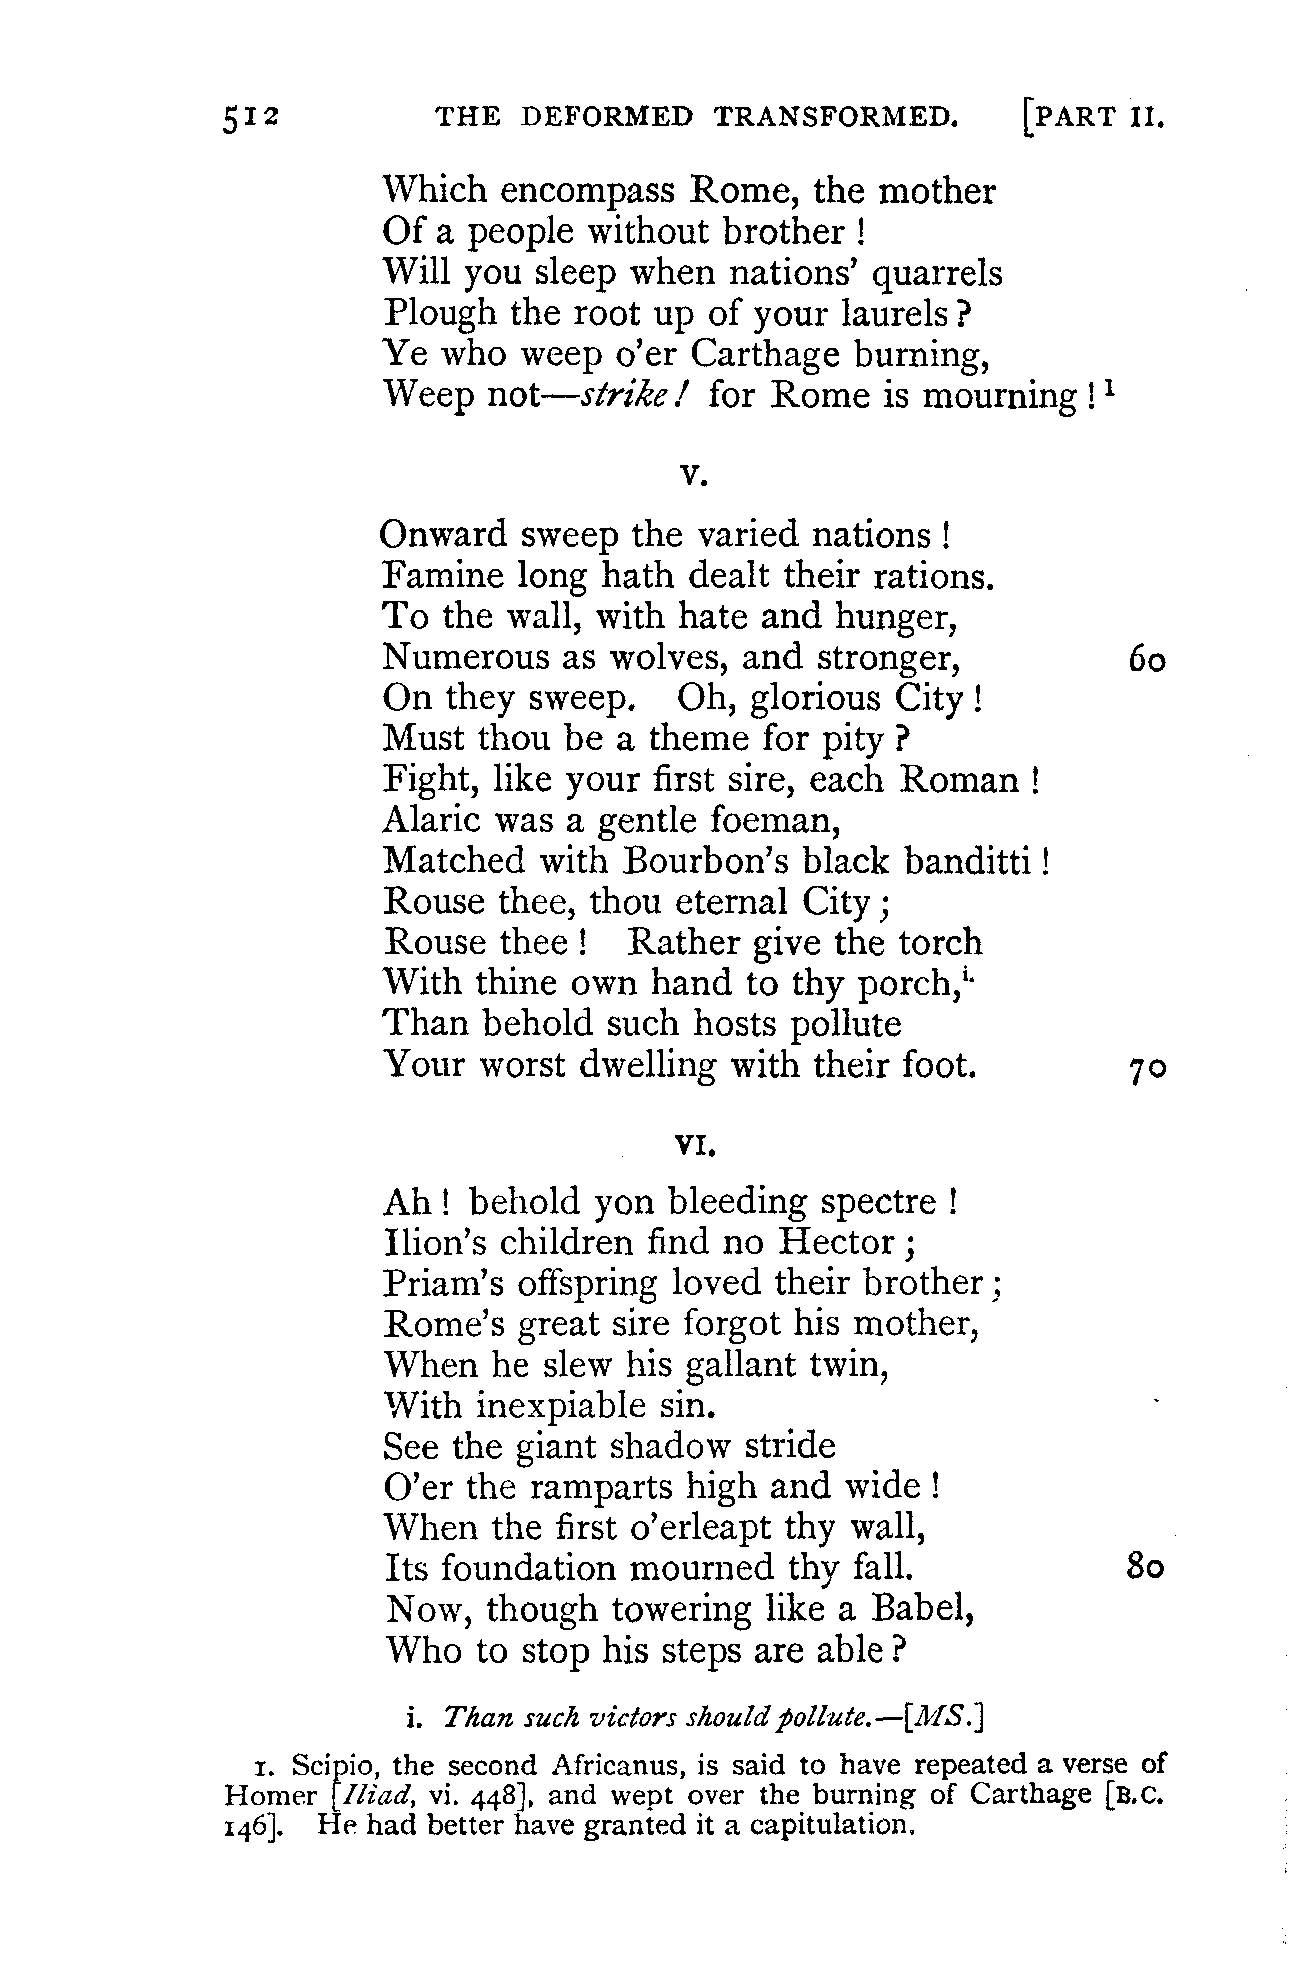 512 THE DEFORMED TRANSFORMED. [PART II.
Which encompass Rome, the mother
Of a people without brother !
Will you sleep when nations' quarrels
Plough the root up of your laurels ?
Ye who weep o'er Carthage burning,
Weep not—strike ! for Rome is mourning ! 1
V.
Onward sweep the varied nations !
Famine long hath dealt their rations.
To the wall, with hate and hunger,
Numerous as wolves, and stronger, 60
On they sweep. Oh, glorious City !
Must thou be a theme for pity ?
Fight, like your first sire, each Roman !
Alaric was a gentle foeman,
Matched with Bourbon's black banditti !
Rouse thee, thou eternal City ;
Rouse thee ! Rather give the torch
With thine own hand to thy porch,i.
Than behold such hosts pollute
Your worst dwelling with their foot. 70
VI.
Ah ! behold yon bleeding spectre !
Ilion's children find no Hector ;
Priam's offspring loved their brother ;
Rome's great sire forgot his mother,
When he slew his gallant twin,
With inexpiable sin.
See the giant shadow stride
O'er the ramparts high and wide !
When the first o'erleapt thy wall,
Its foundation mourned thy fall. 80
Now, though towering like a Babel,
Who to stop his steps are able ?
i. Than such victors should pollute.—[MS.]
1. Scipio, the second Africanus, is said to have repeated a verse of
Homer [Iliad, vi. 448], and wept over the burning of Carthage [B.C.
146]. He had better have granted it a capitulation.